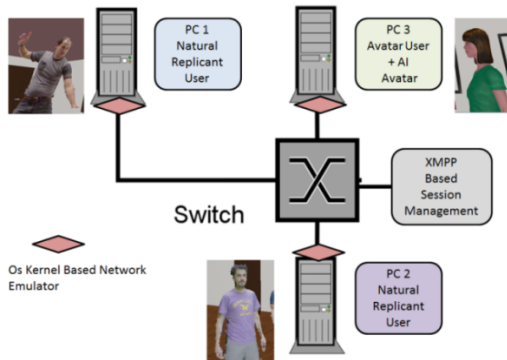 PC 1
Natural
Replicant
User
PC 3
Avatar User
+ AI
Avatar
XMPP
Based
Session
Management
Switch
Os Kernel Based Network
Emulator
PC 2
Natural
Replicant
User